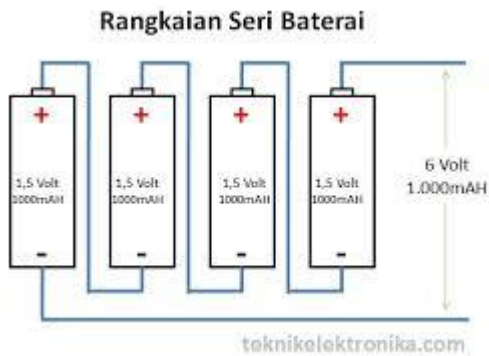 Rangkaian Seri Baterai
+ + + +
1,5 Volt
1000mAH
1,5 Volt
1000mAH
1,5 Volt
1000mAH
1,5 Volt
1000mAH
- - - -
6 Volt
1.000mAH
teknikelektronika.com